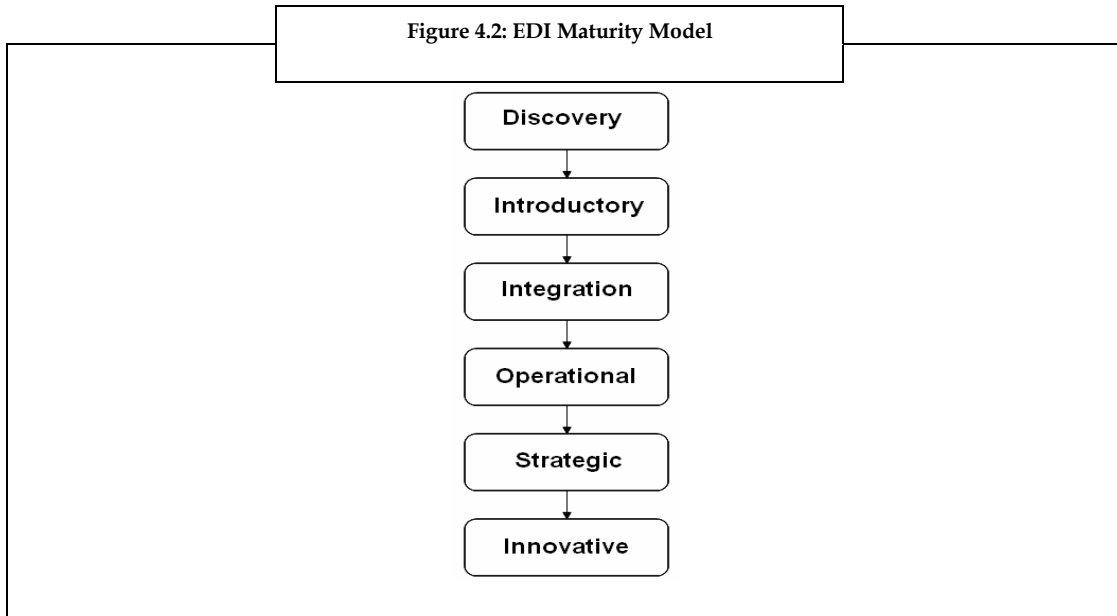 Figure 4.2: EDI Maturity Model
Discovery
Introductory
Integration
Operational
Strategic
Innovative